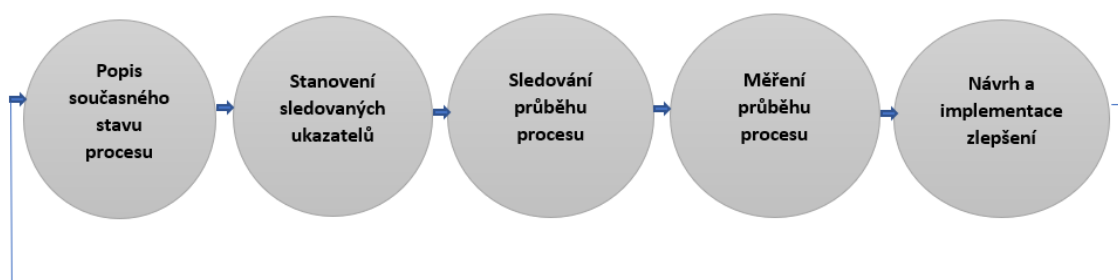 Popis
současného
stavu
procesu
Stanovení
sledovaných
ukazatelů
Sledování
průběhu
procesu
Měření
průběhu
procesu
Návrh a
implementace
zlepšení